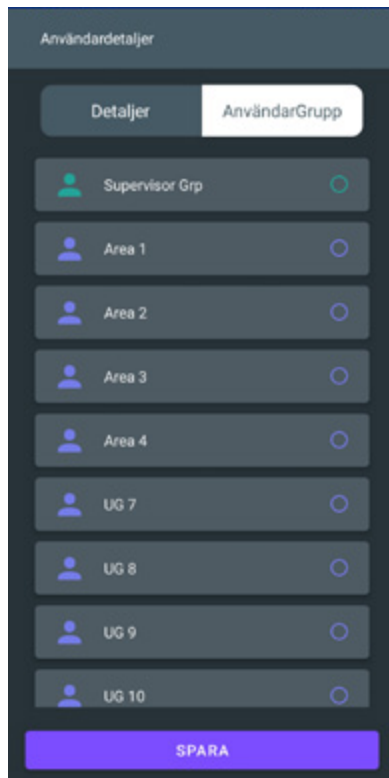 Användardetaljer
Detaljer AnvändarGrupp
Supervisor Grp
Area 1
Area 2
Area 3
Area 4
UG 7
UG 8
UG 9
UG 10
SPARA